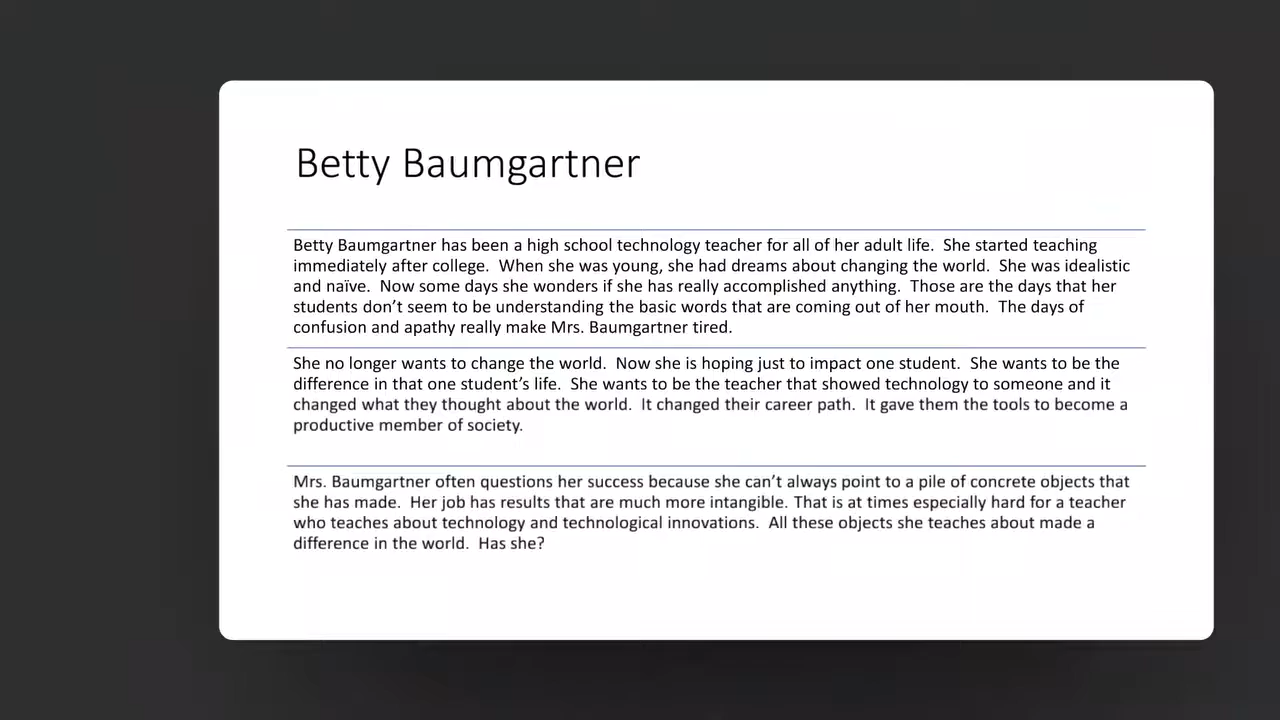 Betty Baumgartner
Betty Baumgartner has been a high school technology teacher for all of her adult life.  She started teaching
immediately after college.  When she was young, she had dreams about changing the world.  She was idealistic
and naïve.  Now some days she wonders if she has really accomplished anything.  Those are the days that her
students don’t seem to be understanding the basic words that are coming out of her mouth.  The days of
confusion and apathy really make Mrs. Baumgartner tired.
She no longer wants to change the world.  Now she is hoping just to impact one student.  She wants to be the
difference in that one student’s life.  She wants to be the teacher that showed technology to someone and it
changed what they thought about the world.  It changed their career path.  It gave them the tools to become a
productive member of society.
Mrs. Baumgartner often questions her success because she can’t always point to a pile of concrete objects that
she has made.  Her job has results that are much more intangible. That is at times especially hard for a teacher
who teaches about technology and technological innovations.  All these objects she teaches about made a
difference in the world.  Has she?